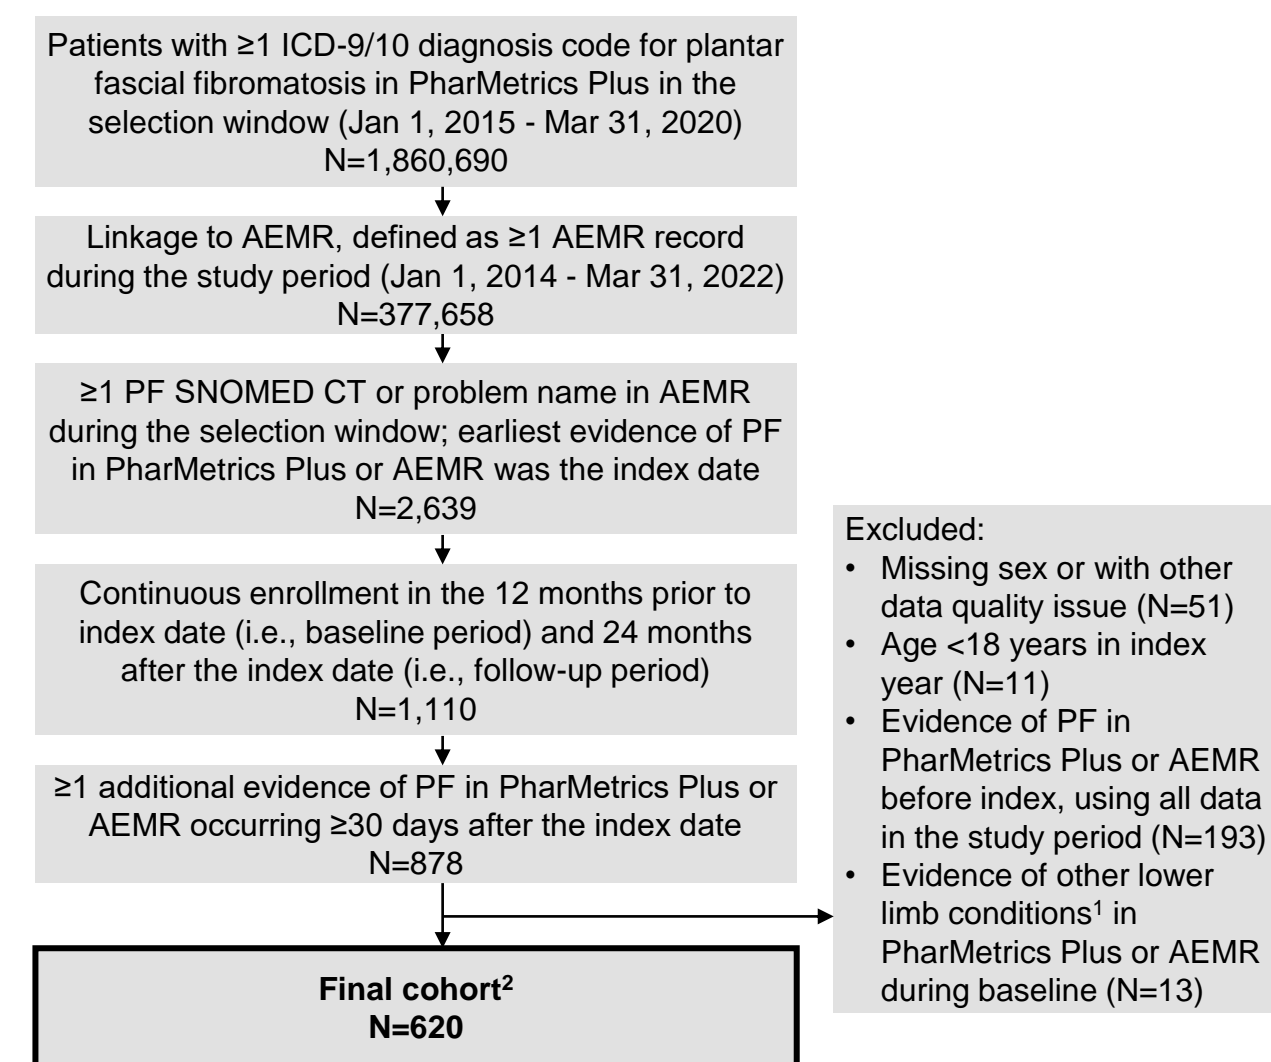 Patients with ≥1 ICD-9/10 diagnosis code for plantar
fascial fibromatosis in PharMetrics Plus in the
selection window (Jan 1, 2015 - Mar 31, 2020)
N=1,860,690
Linkage to AEMR, defined as ≥1 AEMR record
during the study period (Jan 1, 2014 - Mar 31, 2022)
N=377,658
≥1 PF SNOMED CT or problem name in AEMR
during the selection window; earliest evidence of PF
in PharMetrics Plus or AEMR was the index date
N=2,639
Continuous enrollment in the 12 months prior to
index date (i.e., baseline period) and 24 months
after the index date (i.e., follow-up period)
N=1,110
≥1 additional evidence of PF in PharMetrics Plus or
AEMR occurring ≥30 days after the index date
N=878
Excluded:
• Missing sex or with other
data quality issue (N=51)
• Age <18 years in index
year (N=11)
• Evidence of PF in
PharMetrics Plus or AEMR
before index, using all data
in the study period (N=193)
• Evidence of other lower
limb conditions¹ in
PharMetrics Plus or AEMR
during baseline (N=13)
Final cohort²
N=620